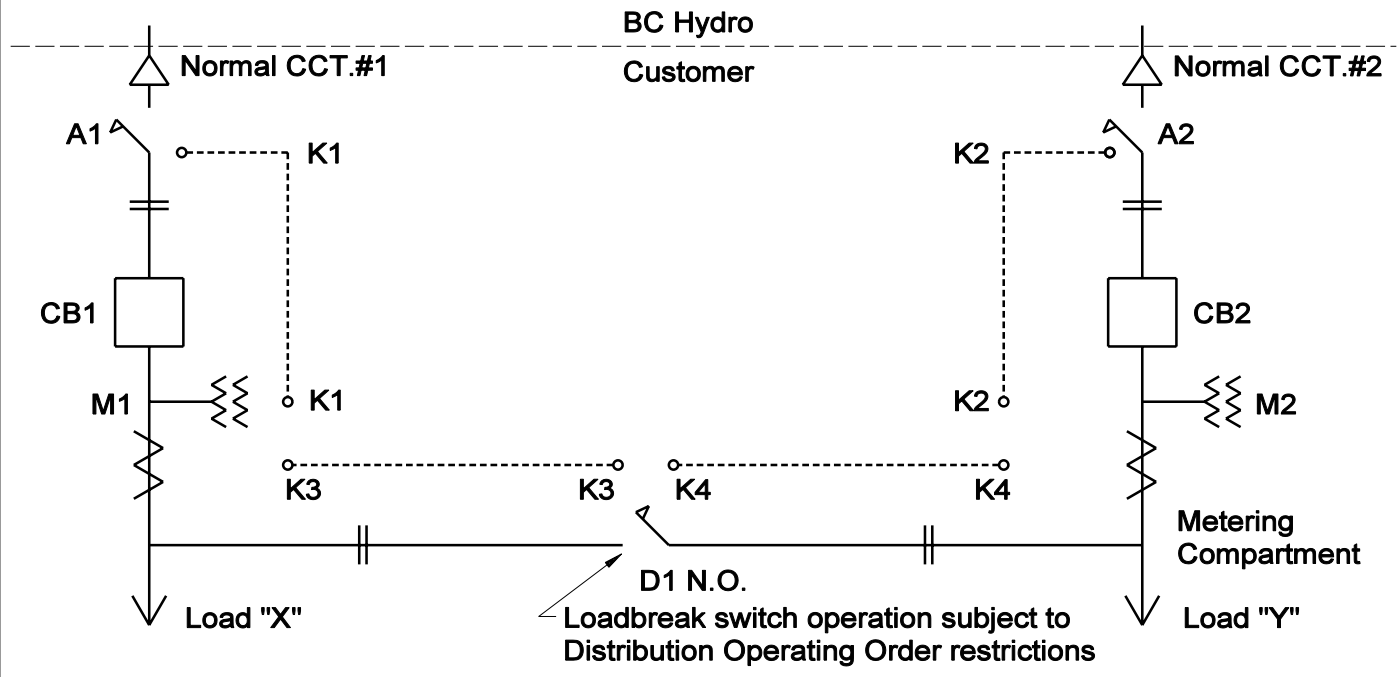 BC Hydro
Normal CCT.#1
Customer
Normal CCT.#2
A1
K1
K2
A2
CB1
CB2
M1
K1
K2
M2
K3
K3
K4
K4
Metering
Compartment
D1 N.O.
Load "X"
Loadbreak switch operation subject to
Distribution Operating Order restrictions
Load "Y"